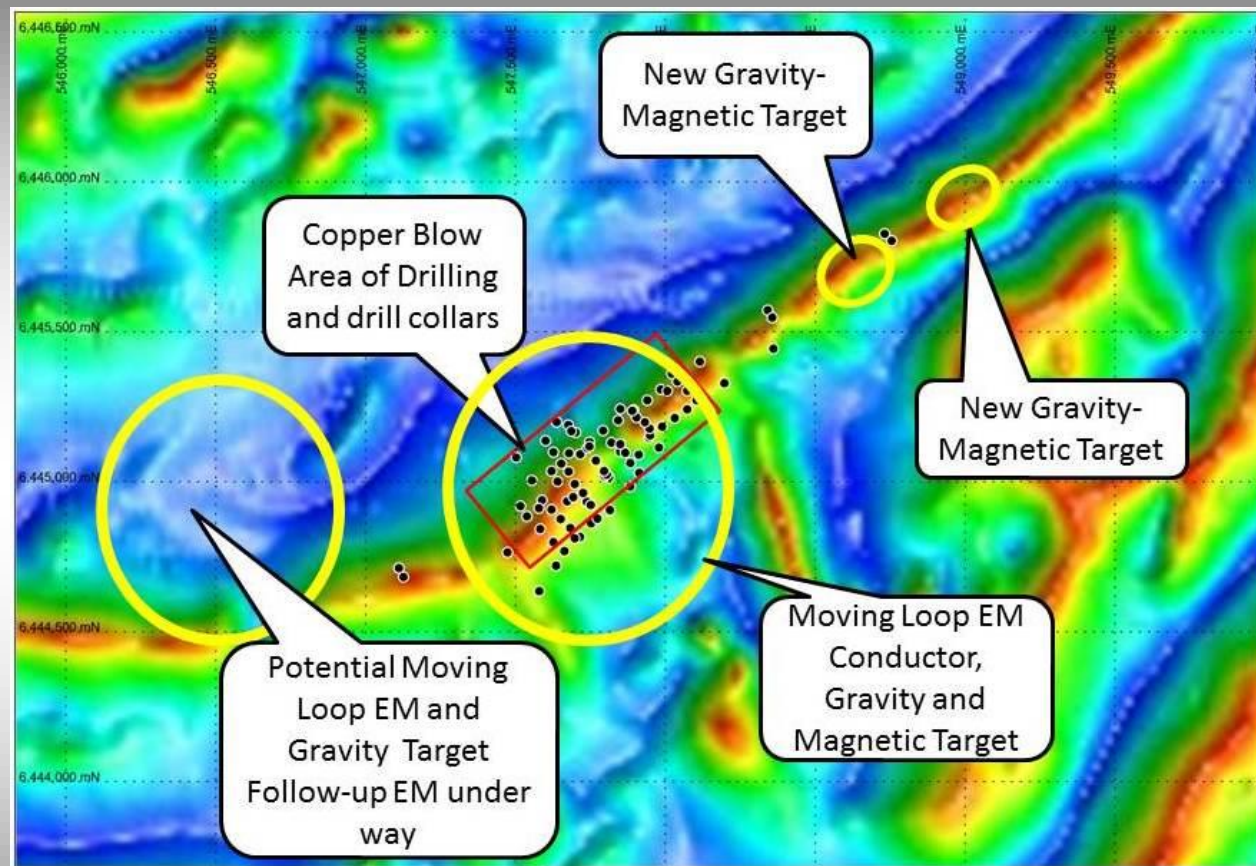 6,446,500 mN
546,000 mE
546,500 mE
547,000 mE
547,500 mE
549,000 mE
549,500 mE
New Gravity-
Magnetic Target
6,446,000 mN
Copper Blow
Area of Drilling
and drill collars
6,445,500 mN
New Gravity-
Magnetic Target
6,445,000 mN
6,444,500 mN
Moving Loop EM
Conductor,
Gravity and
Magnetic Target
Potential Moving
Loop EM and
Gravity Target
Follow-up EM under
way
6,444,000 mN